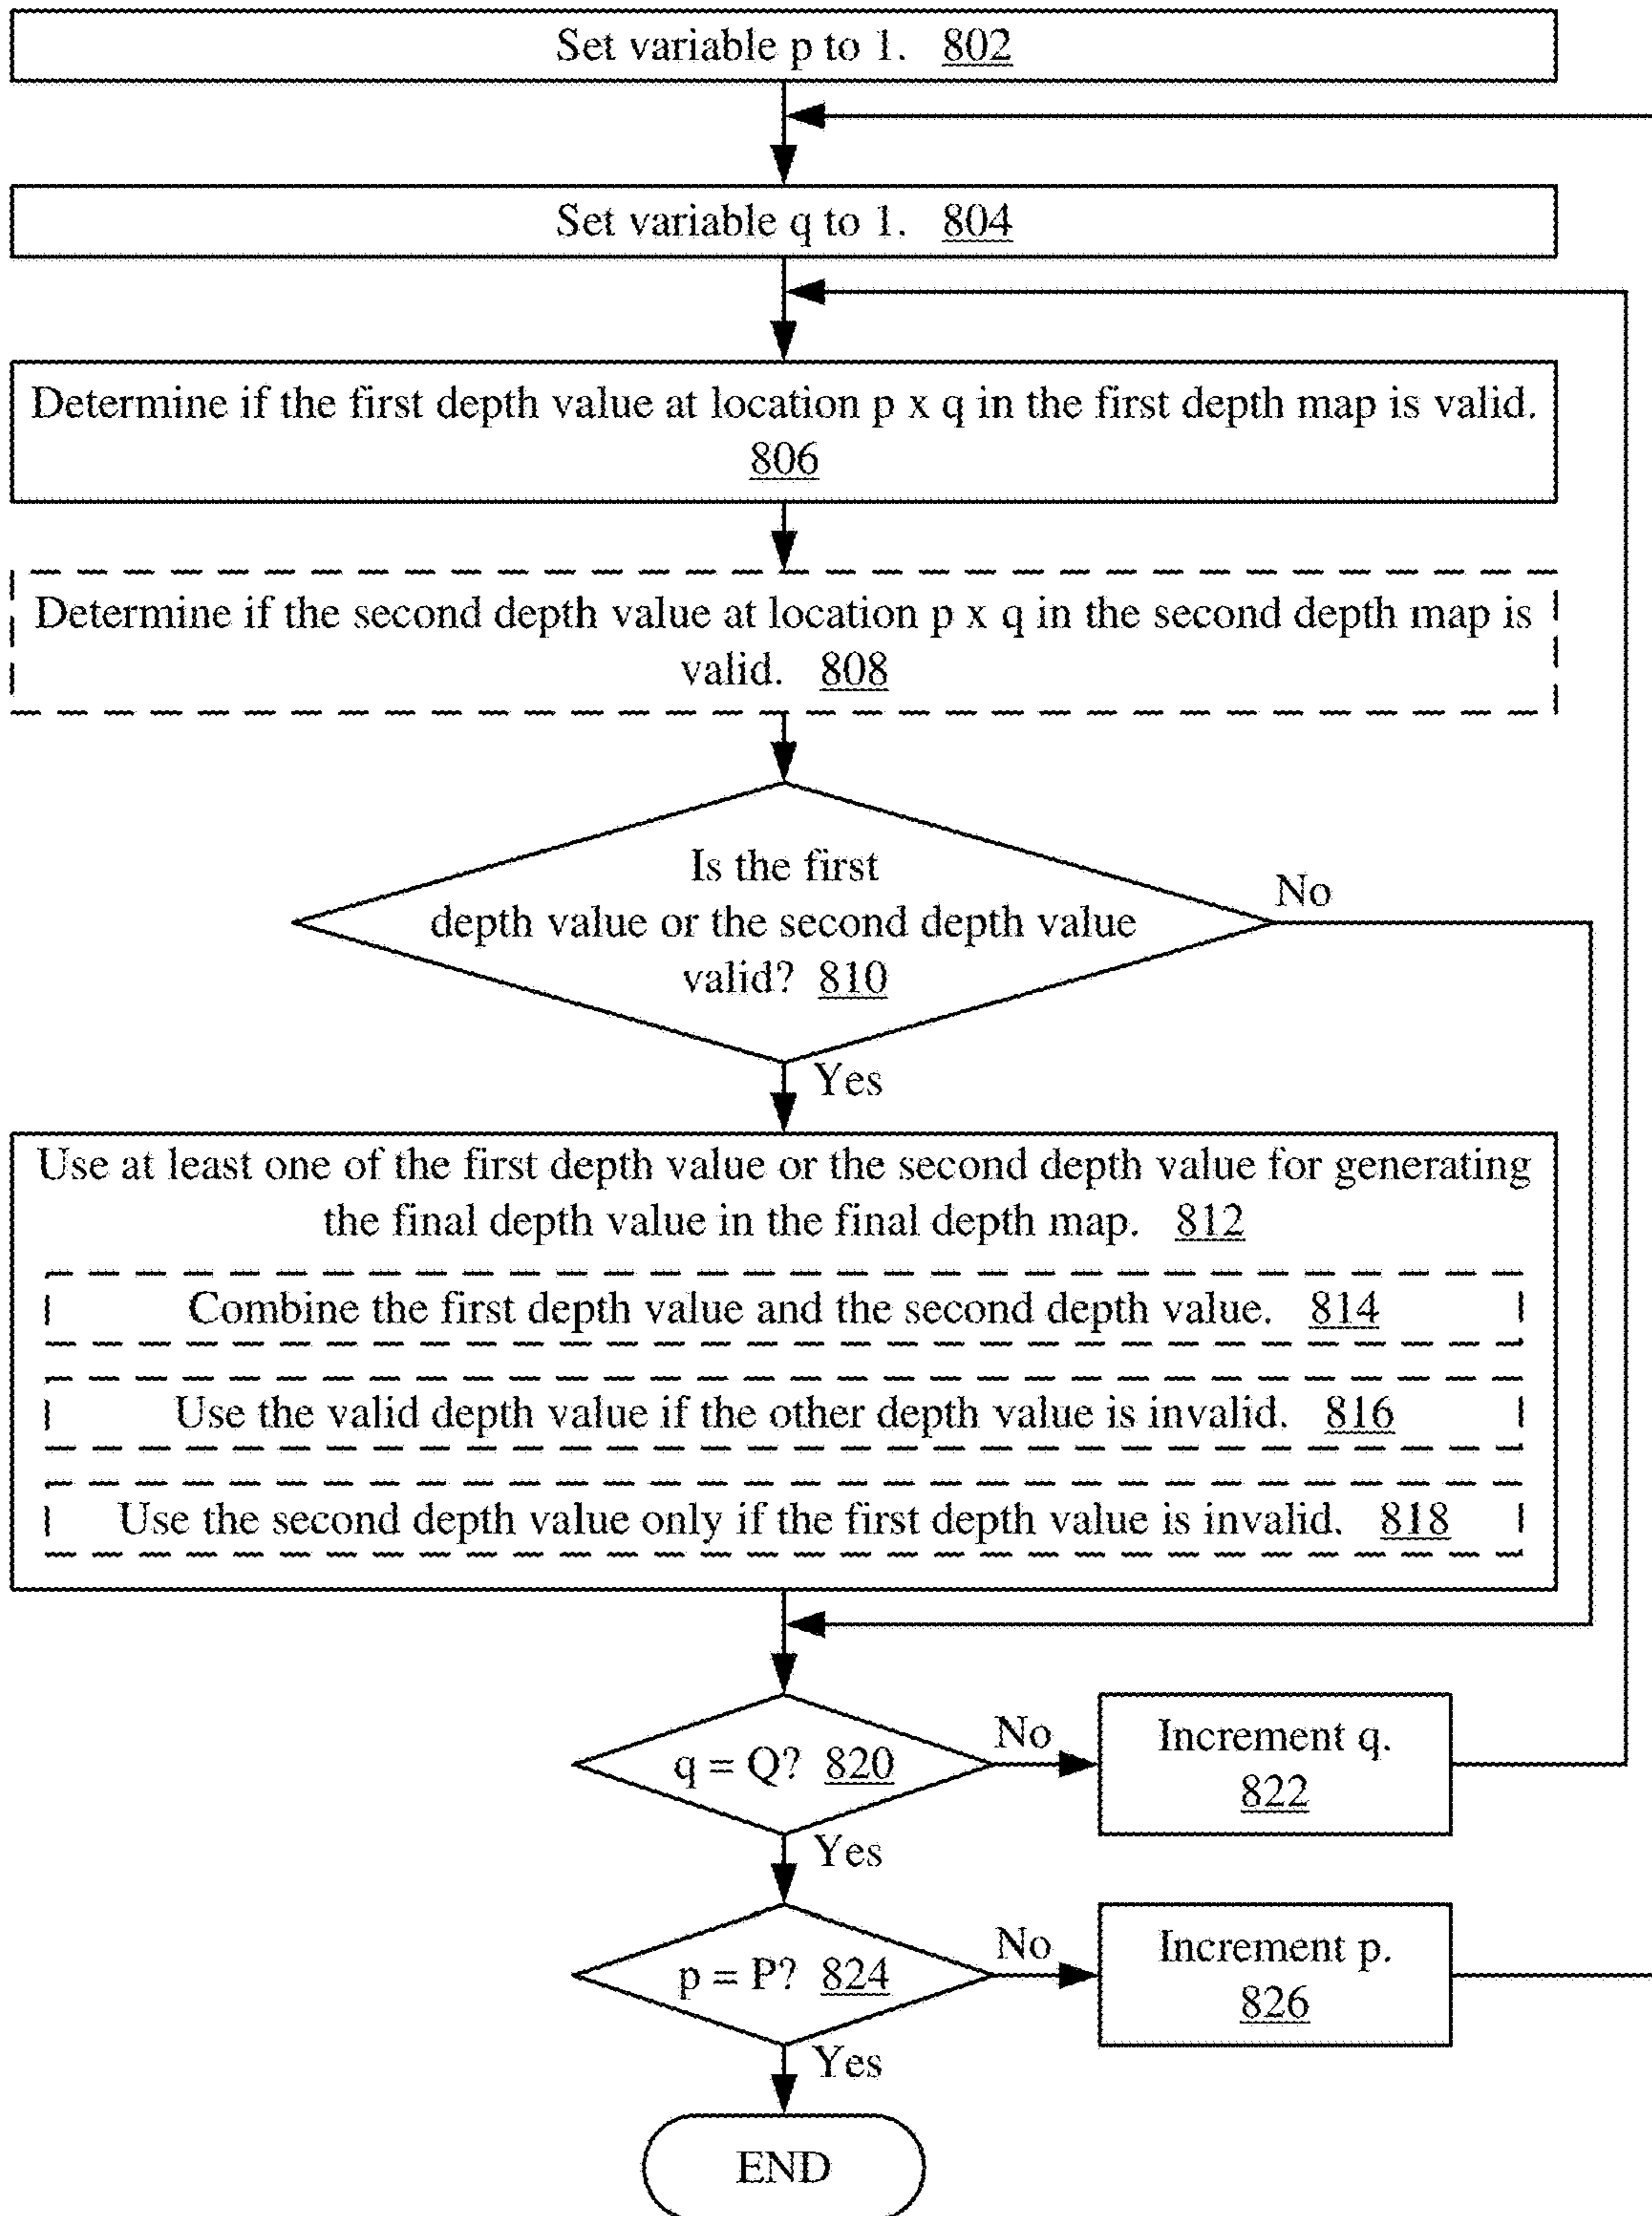 Set variable p to 1. 802
Set variable q to 1. 804
Determine if the first depth value at location p x q in the first depth map is valid.
806
Determine if the second depth value at location p x q in the second depth map is
valid. 808
Is the first
depth value or the second depth value
valid? 810
No
Yes
Use at least one of the first depth value or the second depth value for generating
the final depth value in the final depth map. 812
Combine the first depth value and the second depth value. 814
Use the valid depth value if the other depth value is invalid. 816
Use the second depth value only if the first depth value is invalid. 818
q = Q? 820
No
Increment q.
822
Yes
p = P? 824
No
Increment p.
826
Yes
END